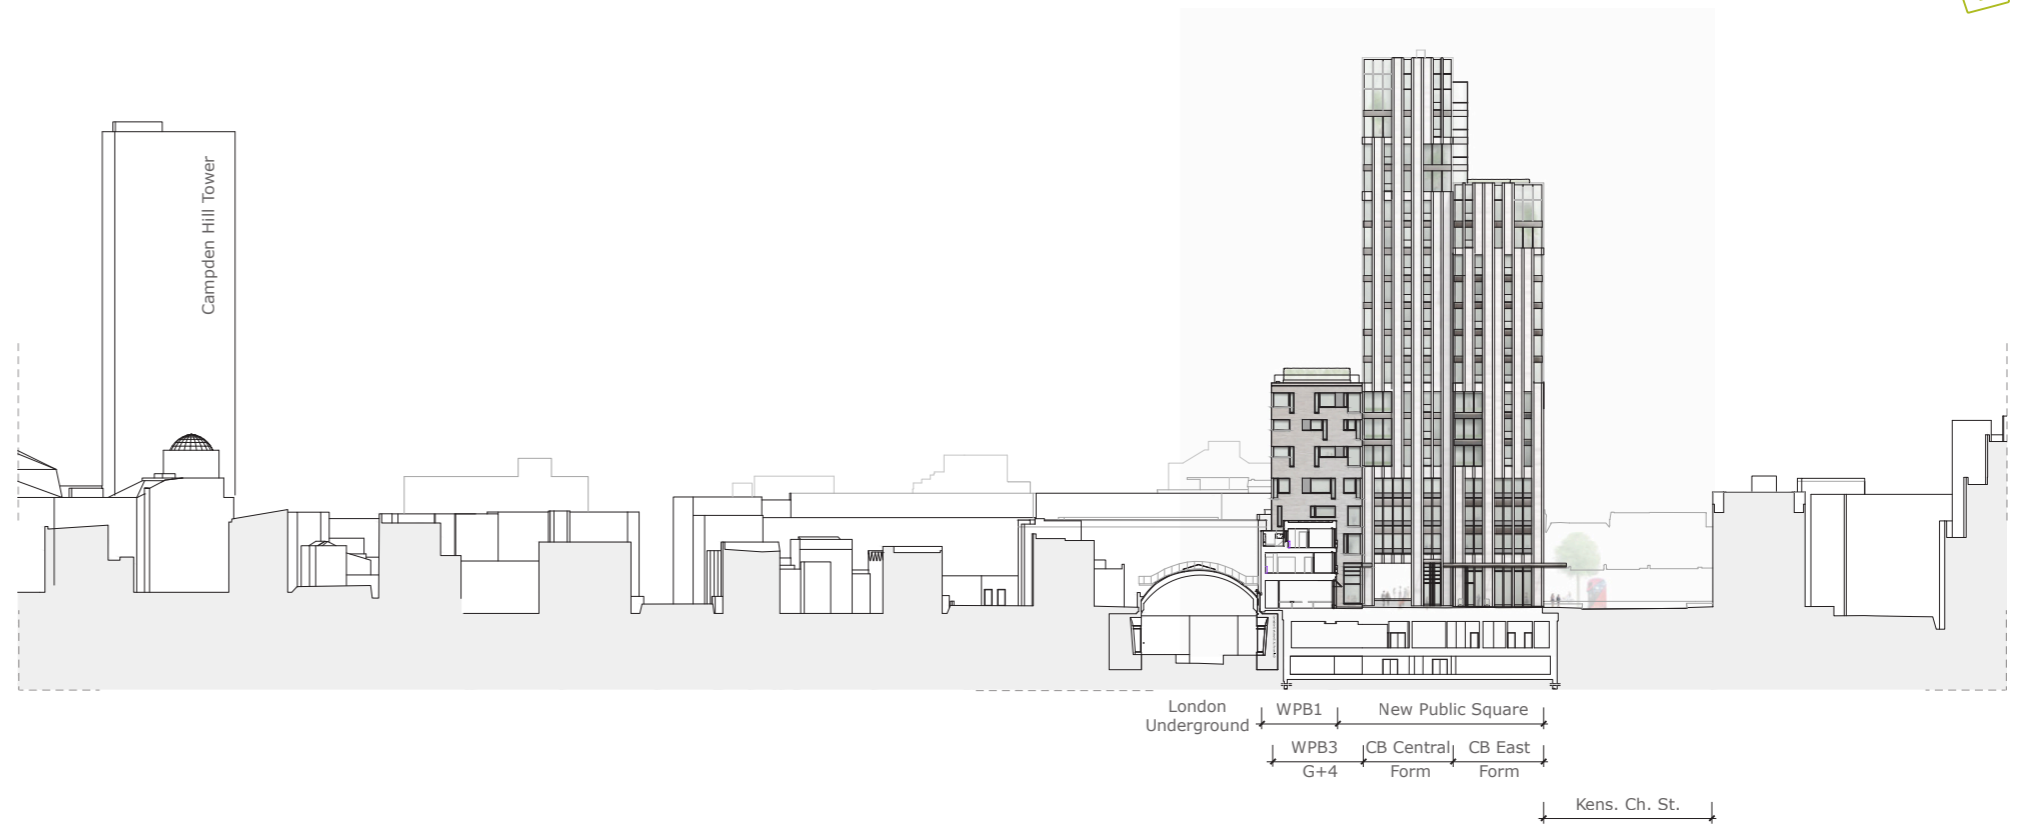 Campden Hill Tower
London
Underground
WPB1
New Public Square
WPB3
G+4
CB Central
Form
CB East
Form
Kens. Ch. St.